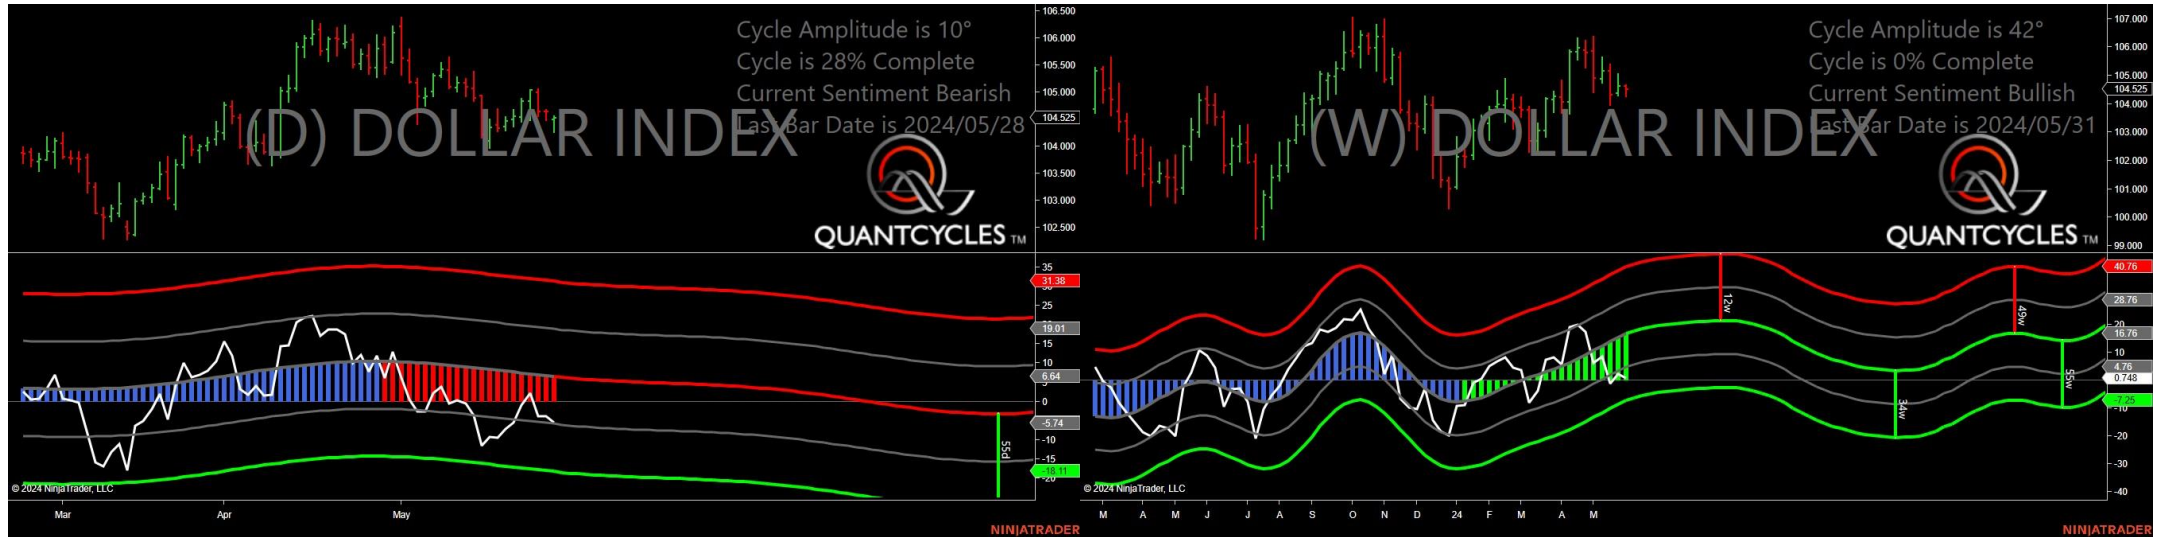 Cycle Amplitude is 10°
Cycle is 28% Complete
Current Sentiment Bearish
Last Bar Date is 2024/05/28
(D) DOLLAR INDEX
QUANTCYCLES TM
106.500
106.000
105.500
105.000
104.525
104.000
103.500
103.000
102.500
35
31.38
25
19.01
15
10
6.64
0
-5.74
-10
-15
-18.11
-20
55d
© 2024 NinjaTrader, LLC
Mar Apr May
NINJATRADER
Cycle Amplitude is 42°
Cycle is 0% Complete
Current Sentiment Bullish
Last Bar Date is 2024/05/31
(W) DOLLAR INDEX
QUANTCYCLES TM
107.000
106.000
105.000
104.525
104.000
103.000
102.000
101.000
100.000
99.000
40.76
28.76
20
16.76
10
4.76
0.748
-7.25
-10
-20
-30
-40
12w
34w
49w
55w
© 2024 NinjaTrader, LLC
M A M J J A S O N D 24 F M A M
NINJATRADER